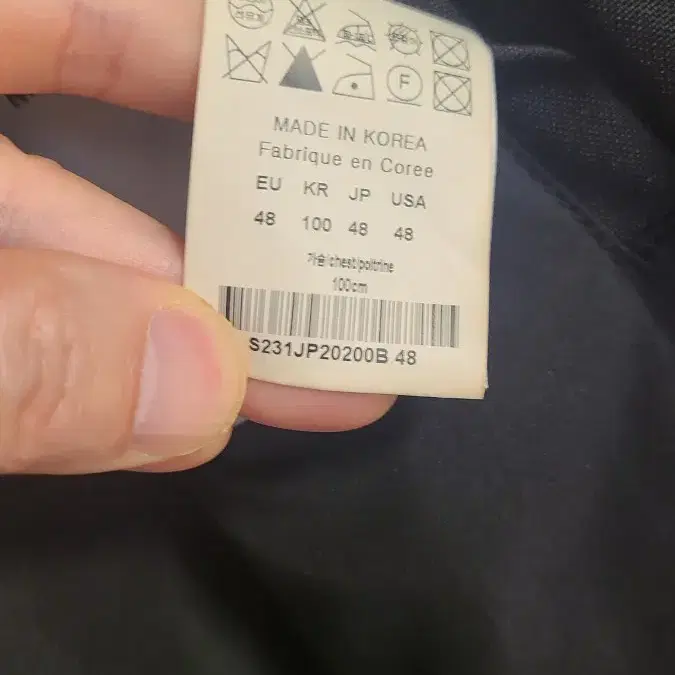 F
MADE IN KOREA
Fabrique en Coree
EU KR JP USA
48 100 48 48
가슴/chest/poitrine
100cm
S231JP20200B 48